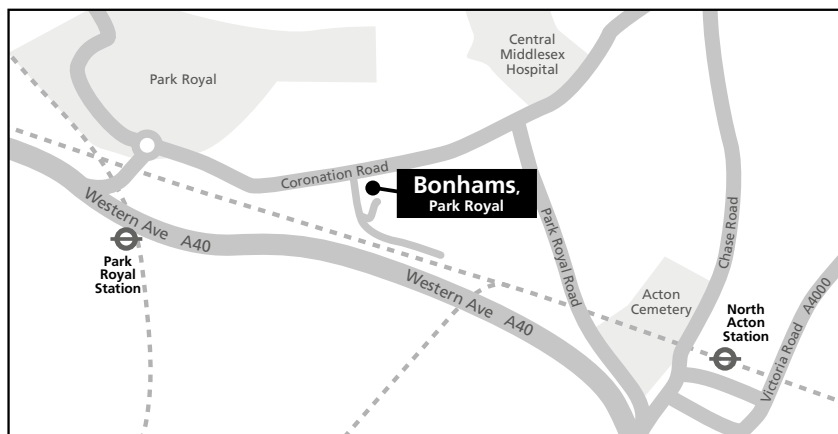 Central
Middlesex
Hospital
Park Royal
Coronation Road
Bonhams,
Park Royal
Western Ave A40
Park
Royal
Station
Park Royal Road
Chase Road
Western Ave A40
Acton
Cemetery
North
Acton
Station
Victoria Road A4000